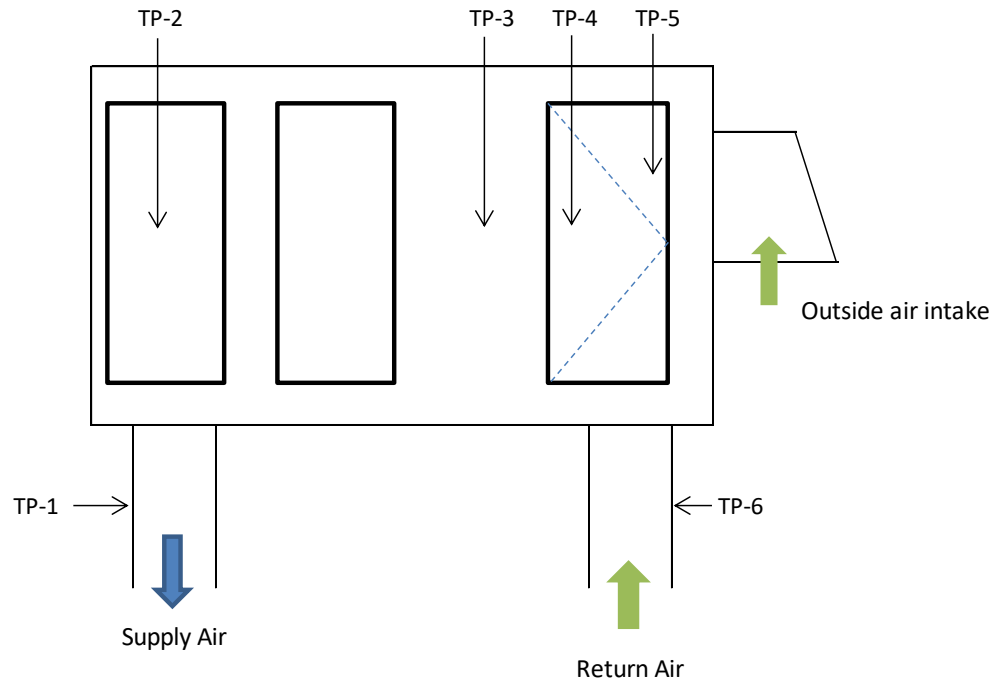 TP-2
TP-3
TP-4
TP-5
Outside air intake
TP-1
TP-6
Supply Air
Return Air